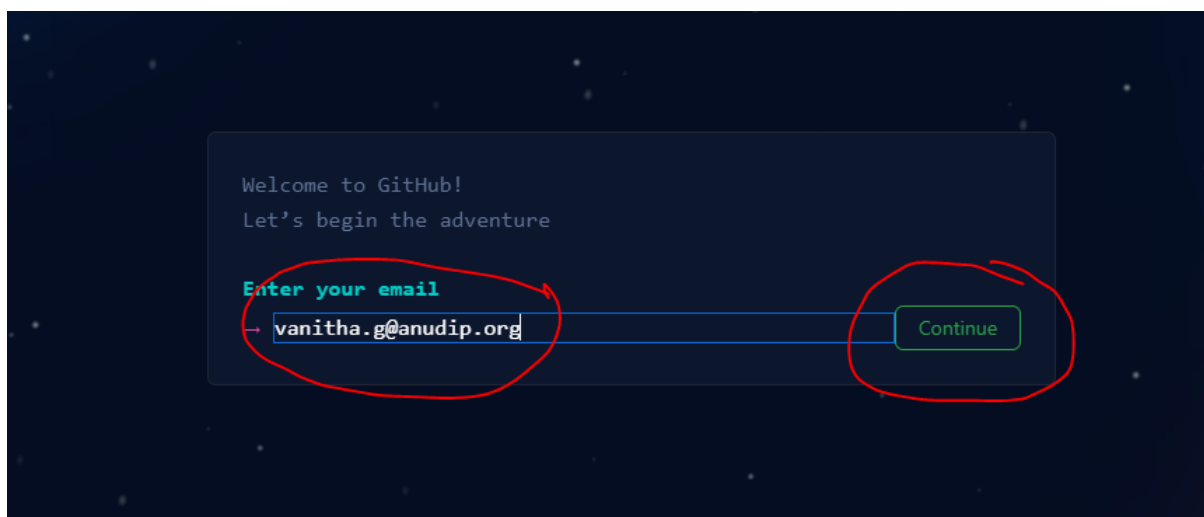 Welcome to GitHub!
Let’s begin the adventure
Enter your email
→ vanitha.g@anudip.org
Continue